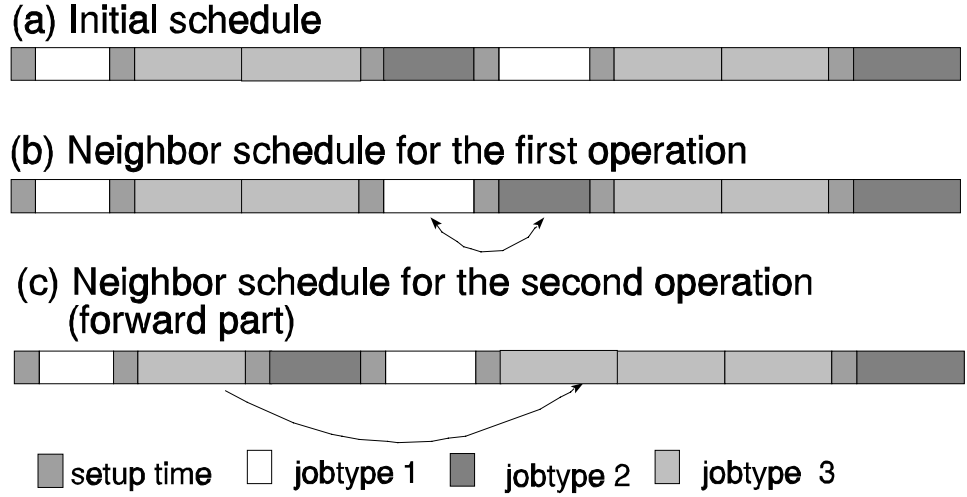 (a) Initial schedule
(b) Neighbor schedule for the first operation
(c) Neighbor schedule for the second operation
(forward part)
setup time jobtype 1 jobtype 2 jobtype 3